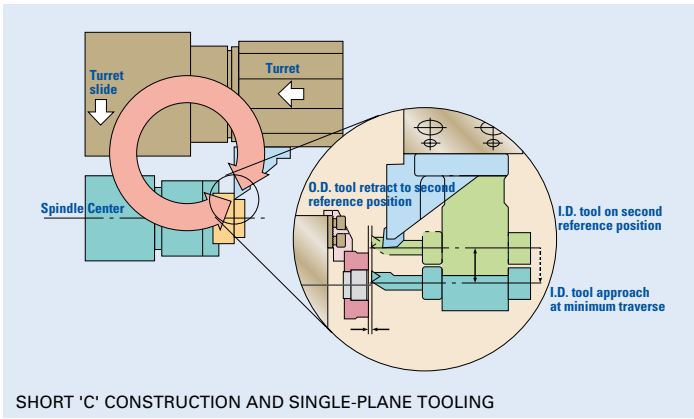 Turret
slide
Turret
Spindle Center
O.D. tool retract to second
reference position
I.D. tool on second
reference position
I.D. tool approach
at minimum traverse
SHORT 'C' CONSTRUCTION AND SINGLE-PLANE TOOLING